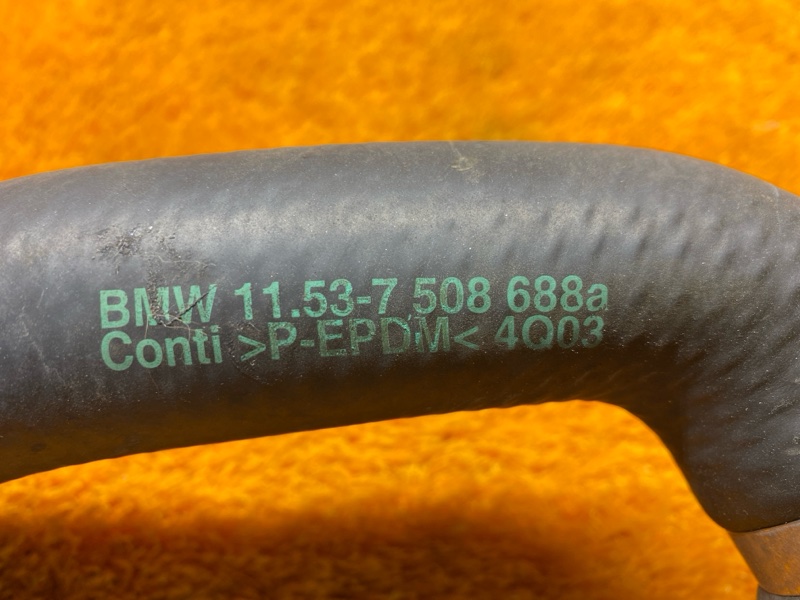 BMW 11.53-7 508 688a
Conti >P-EPDM< 4Q03